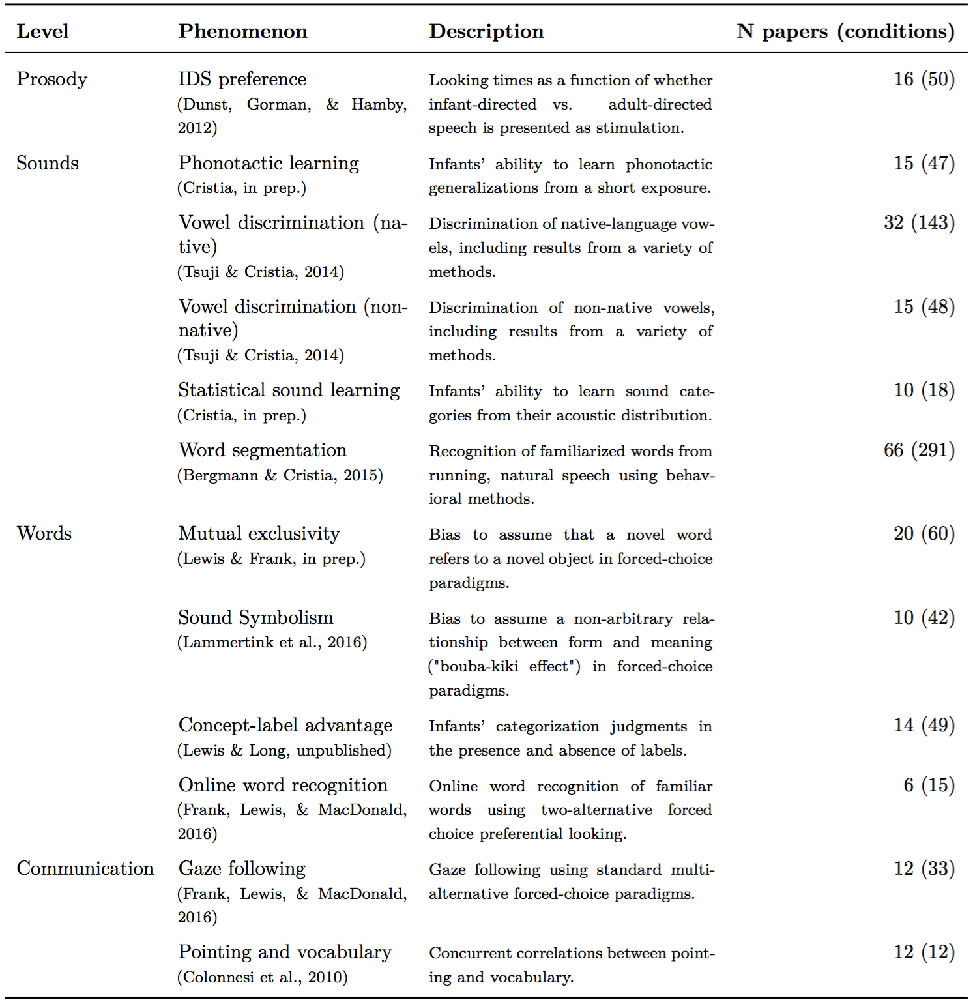 Level Phenomenon Description N papers (conditions)
Prosody IDS preference Looking times as a function of whether 16 (50)
(Dunst, Gorman, & Hamby, infant-directed vs. adult-directed
2012) speech is presented as stimulation.
Sounds Phonotactic learning Infants' ability to learn phonotactic 15 (47)
(Cristia, in prep.) generalizations from a short exposure.
Vowel discrimination (na- Discrimination of native-language vow- 32 (143)
tive) els, including results from a variety of
(Tsuji & Cristia, 2014) methods.
Vowel discrimination (non- Discrimination of non-native vowels, 15 (48)
native) including results from a variety of
(Tsuji & Cristia, 2014) methods.
Statistical sound learning Infants' ability to learn sound cate- 10 (18)
(Cristia, in prep.) gories from their acoustic distribution.
Word segmentation Recognition of familiarized words from 66 (291)
(Bergmann & Cristia, 2015) running, natural speech using behav-
ioral methods.
Words Mutual exclusivity Bias to assume that a novel word 20 (60)
(Lewis & Frank, in prep.) refers to a novel object in forced-choice
paradigms.
Sound Symbolism Bias to assume a non-arbitrary rela- 10 (42)
(Lammertink et al., 2016) tionship between form and meaning
("bouba-kiki effect") in forced-choice
paradigms.
Concept-label advantage Infants' categorization judgments in 14 (49)
(Lewis & Long, unpublished) the presence and absence of labels.
Online word recognition Online word recognition of familiar 6 (15)
(Frank, Lewis, & MacDonald, words using two-alternative forced
2016) choice preferential looking.
Communication Gaze following Gaze following using standard multi- 12 (33)
(Frank, Lewis, & MacDonald, alternative forced-choice paradigms.
2016)
Pointing and vocabulary Concurrent correlations between point- 12 (12)
(Colonnesi et al., 2010) ing and vocabulary.